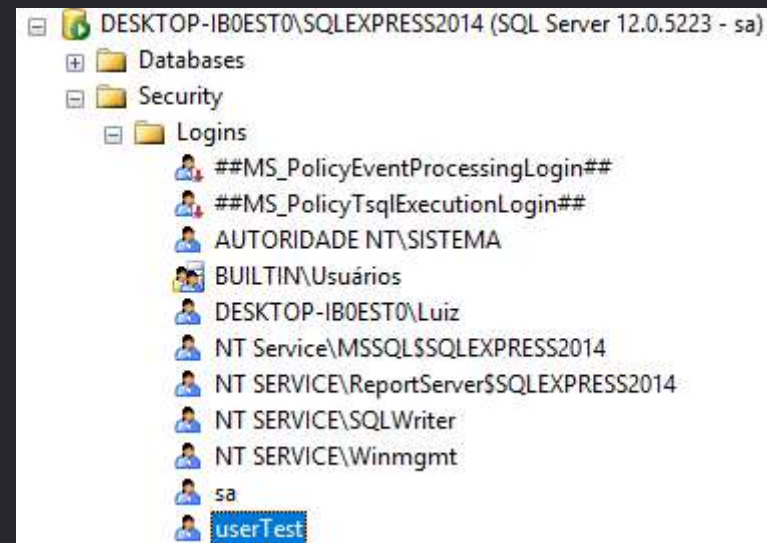 DESKTOP-IB0EST0\SQLEXPRESS2014 (SQL Server 12.0.5223 - sa)
Databases
Security
Logins
##MS_PolicyEventProcessingLogin##
##MS_PolicyTsqlExecutionLogin##
AUTORIDADE NT\SISTEMA
BUILTIN\Usuários
DESKTOP-IB0EST0\Luiz
NT Service\MSSQL$SQLEXPRESS2014
NT SERVICE\ReportServer$SQLEXPRESS2014
NT SERVICE\SQLWriter
NT SERVICE\Winmgmt
sa
userTest